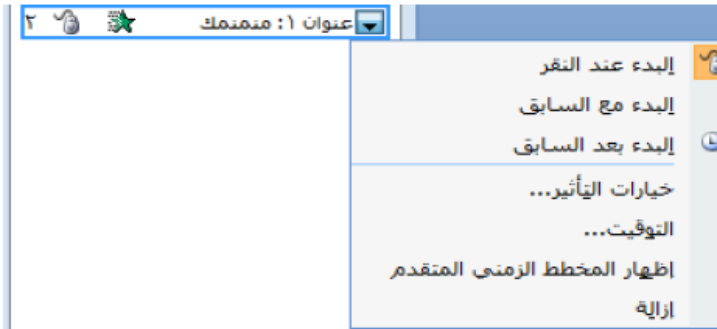 عنوان ١: منمنمك ٢
البدء عند النقر
البدء مع السابق
البدء بعد السابق
خيارات التأثير...
التوقيت...
إظهار المخطط الزمني المتقدم
إزالة